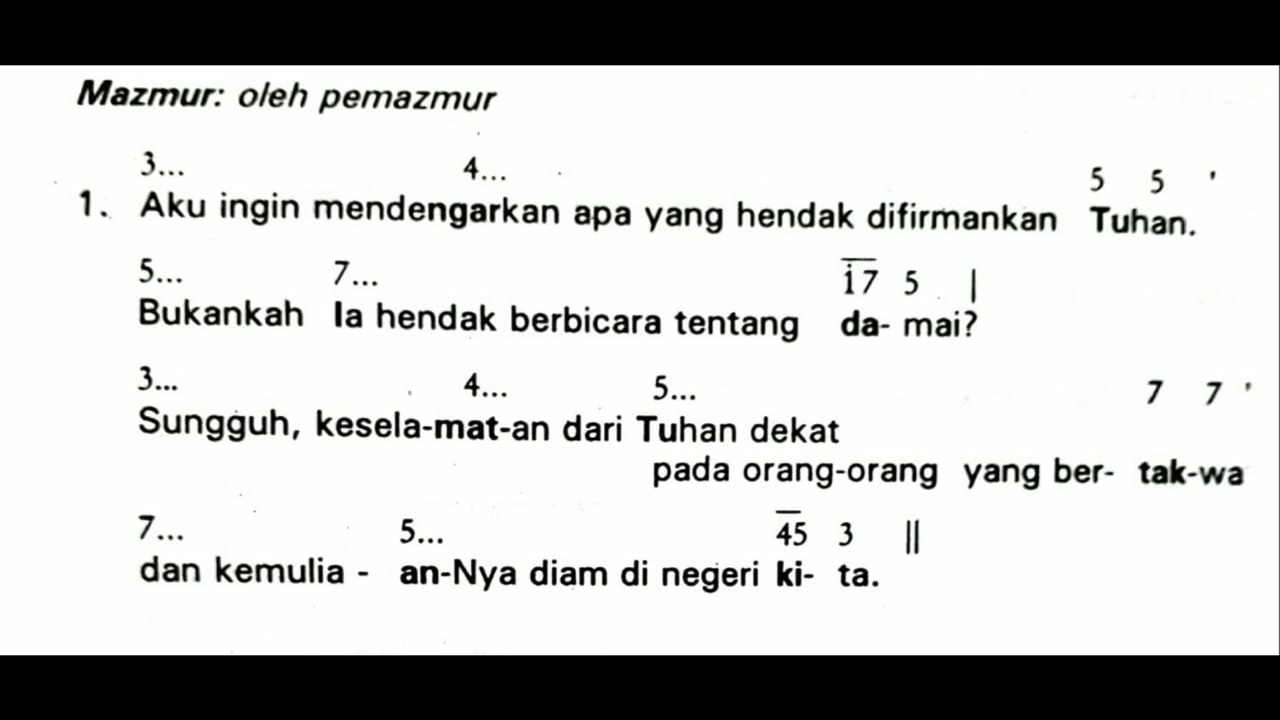 Mazmur: oleh pemazmur
3... 4... 5 5 '
1. Aku ingin mendengarkan apa yang hendak difirmankan Tuhan.
5... 7... i7 5 |
Bukankah Ia hendak berbicara tentang da- mai?
3... 4... 5... 7 7 '
Sungguh, kesela-mat-an dari Tuhan dekat
pada orang-orang yang ber- tak-wa
7... 5... 45 3 ||
dan kemulia - an-Nya diam di negeri ki- ta.